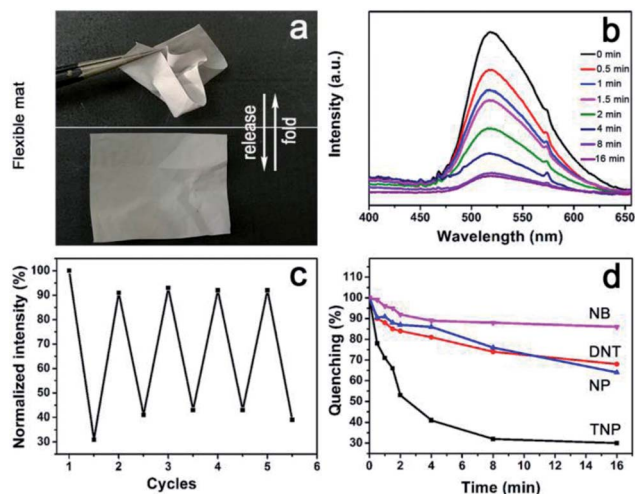 a
Flexible mat
release
fold
b
Intensity (a.u.)
0 min
0.5 min
1 min
1.5 min
2 min
4 min
8 min
16 min
400 450 500 550 600 650
Wavelength (nm)
c
Normalized intensity (%)
100
90
80
70
60
50
40
30
1 2 3 4 5 6
Cycles
d
Quenching (%)
110
100
90
80
70
60
50
40
30
NB
DNT
NP
TNP
0 2 4 6 8 10 12 14 16
Time (min)